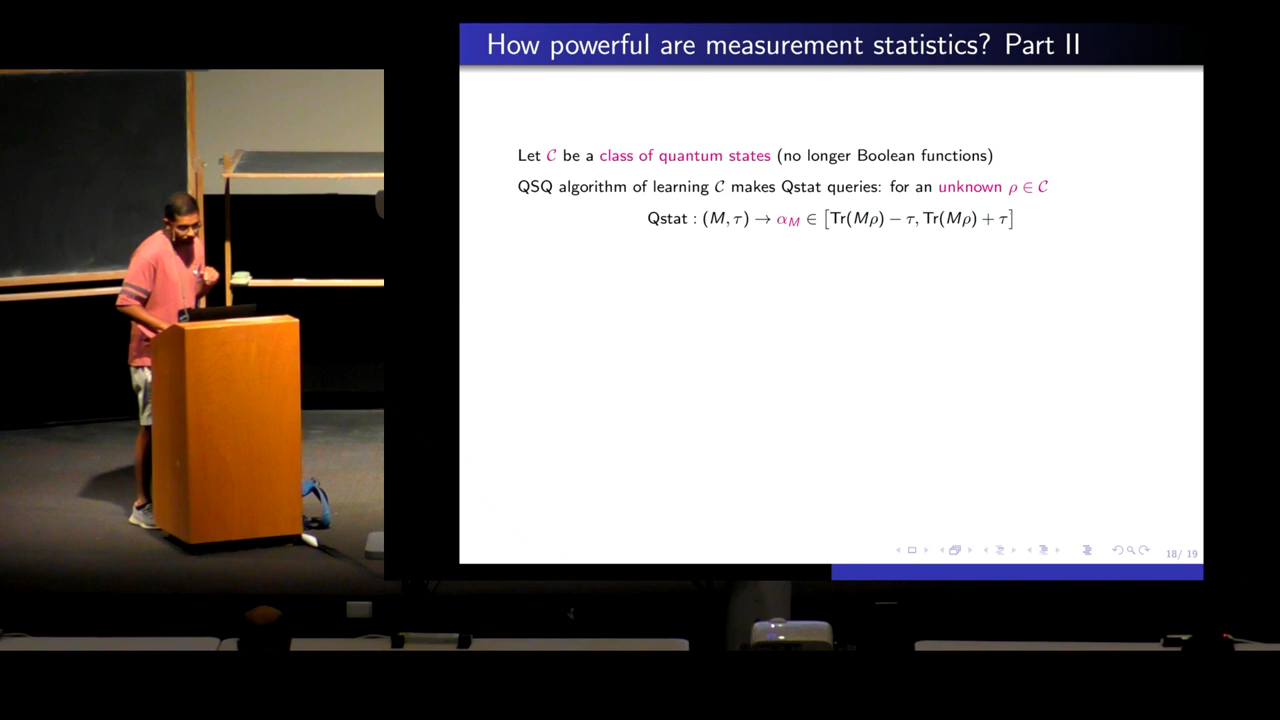 How powerful are measurement statistics? Part II
Let 𝒞 be a class of quantum states (no longer Boolean functions)
QSQ algorithm of learning 𝒞 makes Qstat queries: for an unknown ρ ∈ 𝒞
Qstat : (M, τ) → α_M ∈ [Tr(Mρ) − τ, Tr(Mρ) + τ]
18/ 19